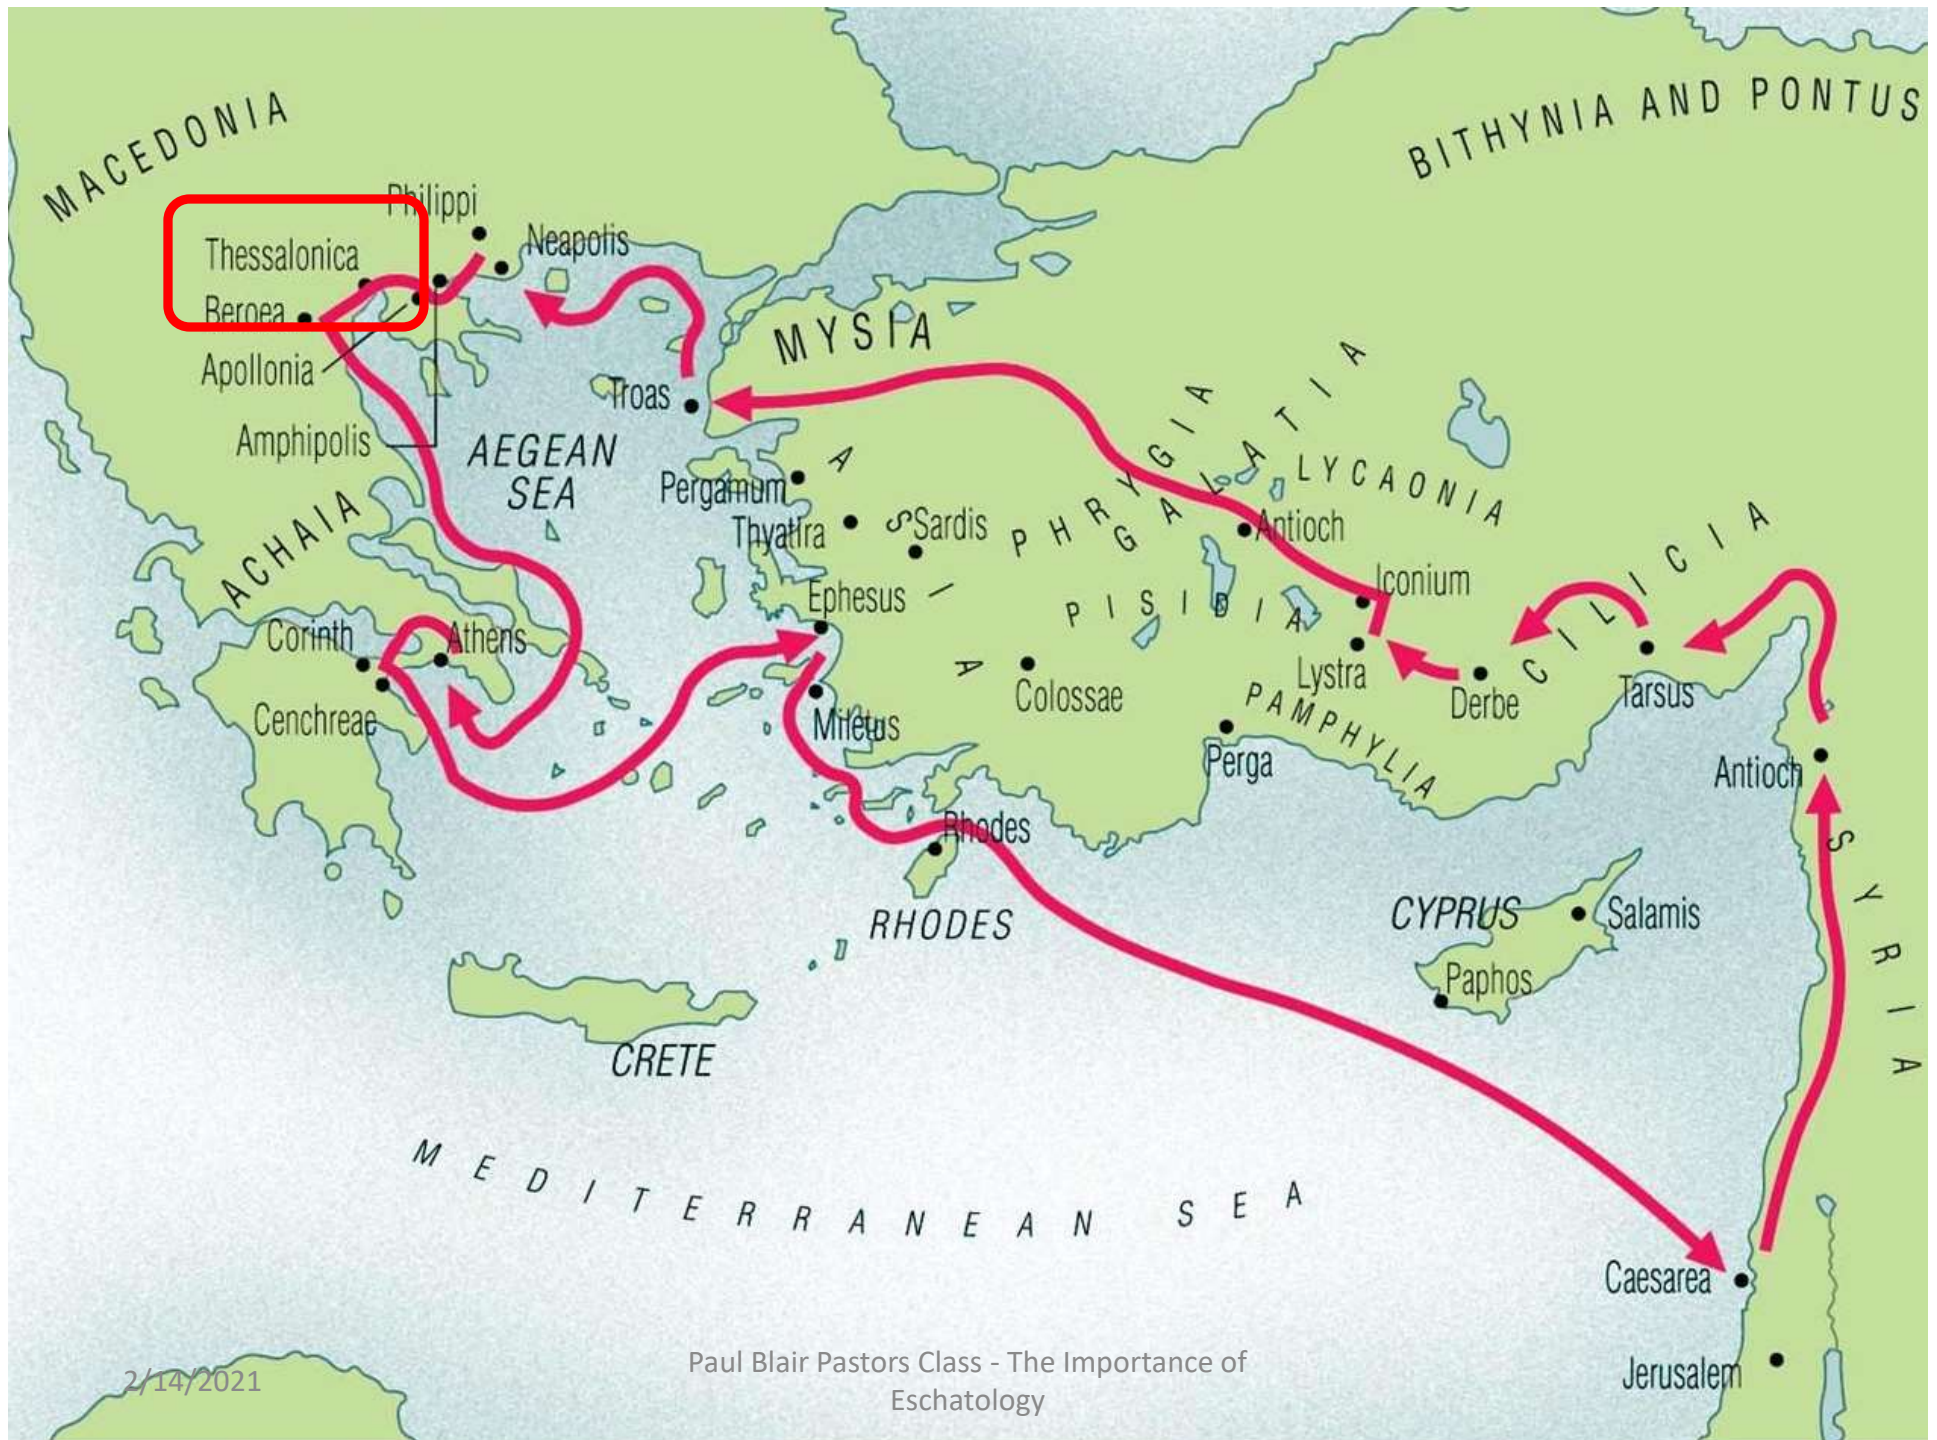 MACEDONIA
BITHYNIA AND PONTUS
Philippi
Neapolis
Thessalonica
Beroea
Apollonia
Amphipolis
MYSIA
Troas
AEGEAN
SEA
PHRYGIA
GALATIA
LYCAONIA
ASIA
Pergamum
Thyatira
Sardis
Antioch
ACHAIA
CILICIA
Iconium
Ephesus
PISIDIA
Corinth
Athens
Lystra
Colossae
Derbe
Tarsus
PAMPHYLIA
Cenchreae
Miletus
Perga
Antioch
Rhodes
SYRIA
RHODES
CYPRUS
Salamis
Paphos
CRETE
MEDITERRANEAN SEA
Caesarea
Jerusalem
2/14/2021
Paul Blair Pastors Class - The Importance of
Eschatology